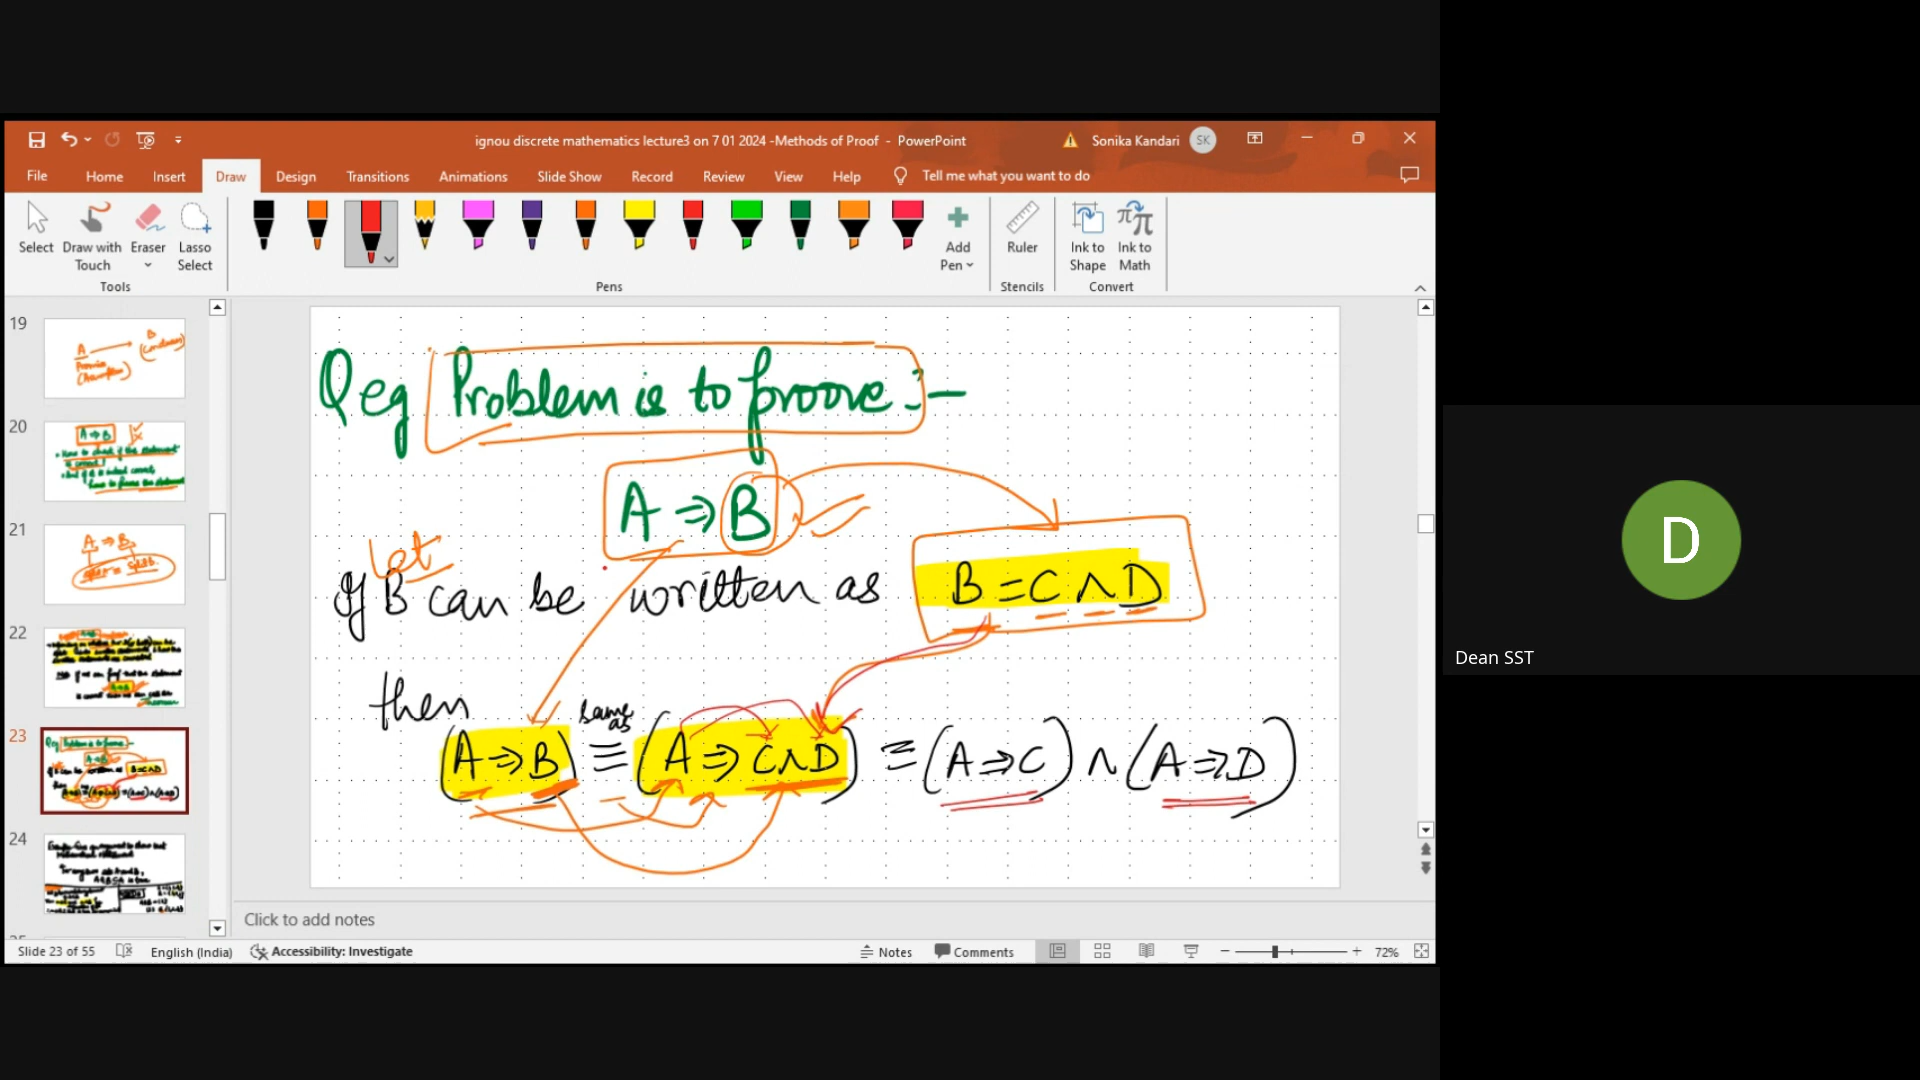 ignou discrete mathematics lecture3 on 7 01 2024 -Methods of Proof - PowerPoint
Sonika Kandari
SK
File Home Insert Draw Design Transitions Animations Slide Show Record Review View Help Tell me what you want to do
Select
Draw with Touch
Eraser
Lasso Select
Add Pen
Ruler
Ink to Shape
Ink to Math
Tools
Pens
Stencils
Convert
19
A
B
20
A ⇒ B
21
A ⇒ B
22
23
24
Qeg Problem is to proove :-
A ⇒ B
Let
If B can be written as B = C ∧ D
then
same as
(A ⇒ B) ≡ (A ⇒ C ∧ D) ≡ (A ⇒ C) ∧ (A ⇒ D)
Click to add notes
Slide 23 of 55
English (India)
Accessibility: Investigate
Notes
Comments
72%
D
Dean SST